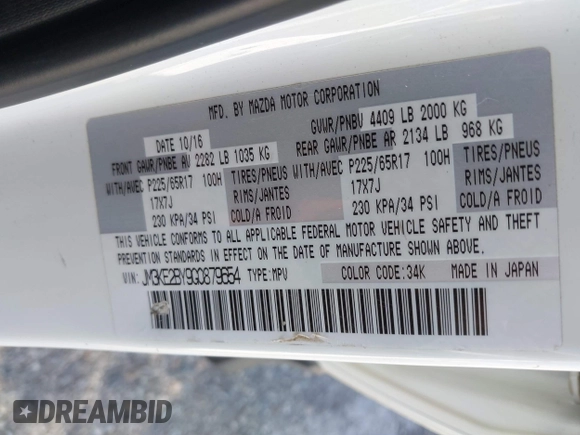 MFD. BY MAZDA MOTOR CORPORATION
DATE 10/16 GVWR/PNBV 4409 LB 2000 KG
FRONT GAWR/PNBE AV 2282 LB 1035 KG REAR GAWR/PNBE AR 2134 LB 968 KG
WITH/AVEC P225/65R17 100H TIRES/PNEUS WITH/AVEC P225/65R17 100H TIRES/PNEUS
17X7J RIMS/JANTES 17X7J RIMS/JANTES
230 KPA/34 PSI COLD/A FROID 230 KPA/34 PSI COLD/A FROID
THIS VEHICLE CONFORMS TO ALL APPLICABLE FEDERAL MOTOR VEHICLE SAFETY AND THEFT
PREVENTION STANDARDS IN EFFECT ON THE DATE OF MANUFACTURE SHOWN ABOVE.
VIN: TYPE: MPV COLOR CODE: 34K MADE IN JAPAN
DREAMBID